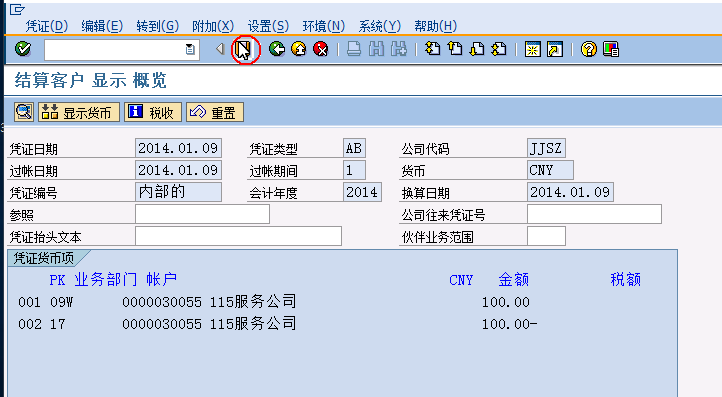 凭证(D) 编辑(E) 转到(G) 附加(X) 设置(S) 环境(N) 系统(Y) 帮助(H)
结算客户 显示 概览
显示货币 税收 重置
凭证日期 2014.01.09 凭证类型 AB 公司代码 JJSZ
过帐日期 2014.01.09 过帐期间 1 货币 CNY
凭证编号 内部的 会计年度 2014 换算日期 2014.01.09
参照 公司往来凭证号
凭证抬头文本 伙伴业务范围
凭证货币项
PK 业务部门 帐户 CNY 金额 税额
001 09W 0000030055 115服务公司 100.00
002 17 0000030055 115服务公司 100.00-